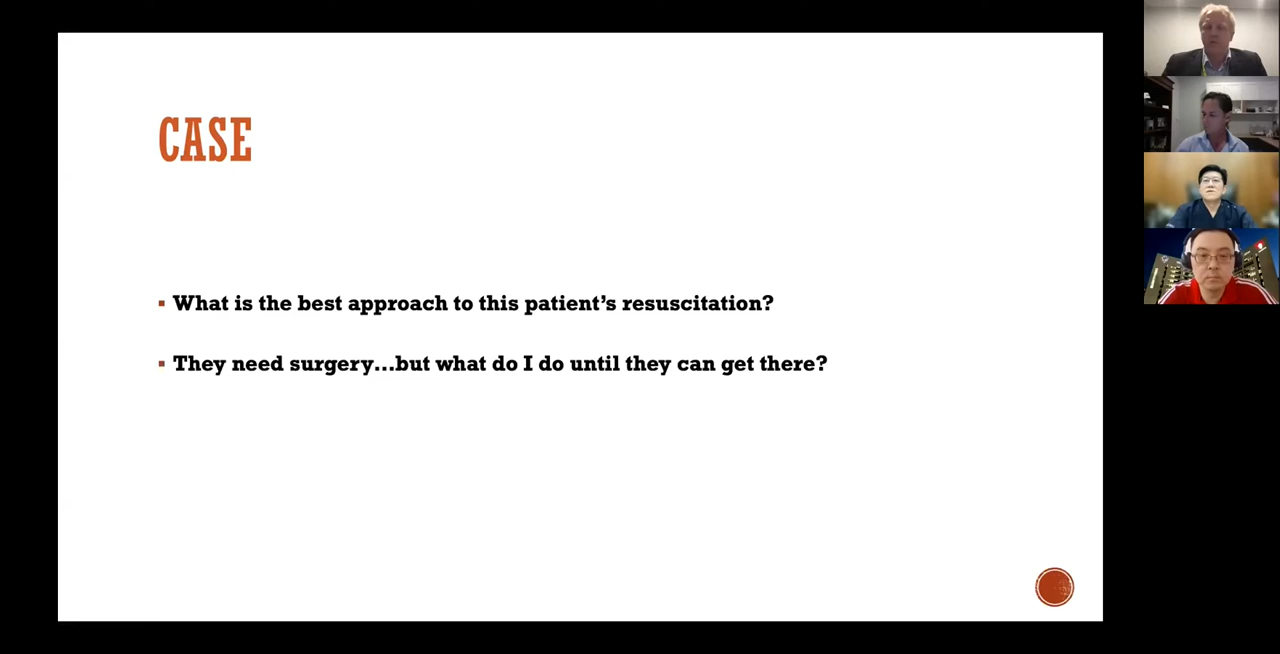 CASE
What is the best approach to this patient’s resuscitation?
They need surgery...but what do I do until they can get there?